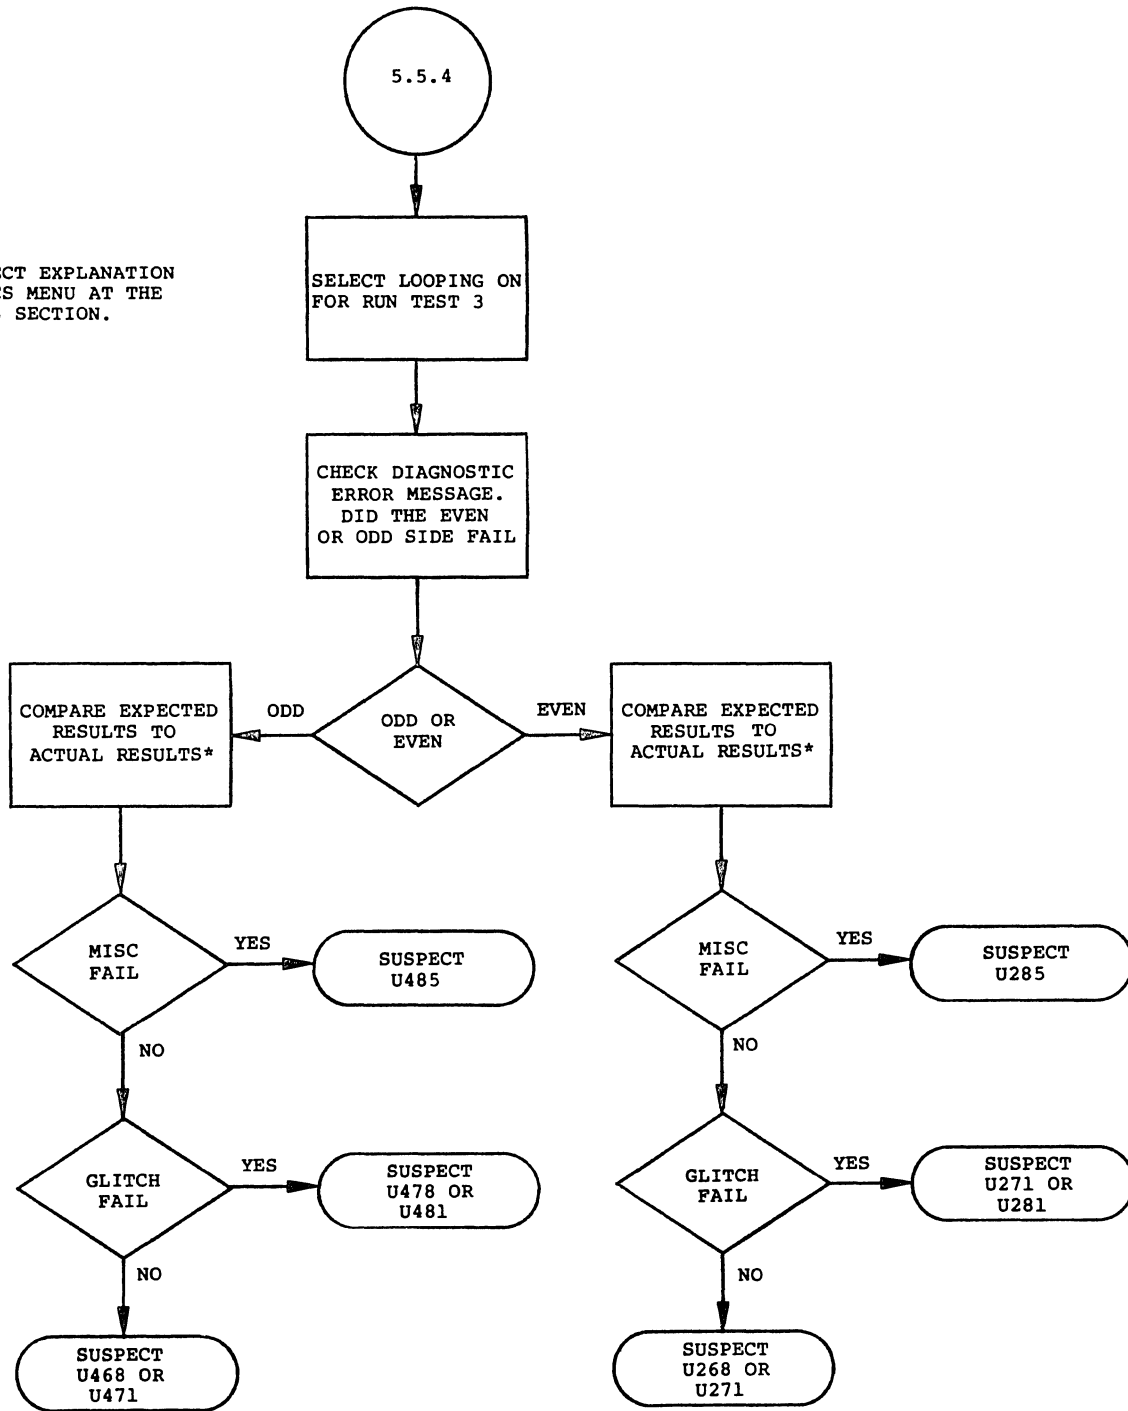 5.5.4
EXPLANATION
MENU AT THE
SECTION.
SELECT LOOPING ON
FOR RUN TEST 3
CHECK DIAGNOSTIC
ERROR MESSAGE.
DID THE EVEN
OR ODD SIDE FAIL
COMPARE EXPECTED
RESULTS TO
ACTUAL RESULTS*
ODD
ODD OR
EVEN
EVEN
COMPARE EXPECTED
RESULTS TO
ACTUAL RESULTS*
MISC
FAIL
YES
SUSPECT
U485
MISC
FAIL
YES
SUSPECT
U285
NO
NO
GLITCH
FAIL
YES
SUSPECT
U478 OR
U481
GLITCH
FAIL
YES
SUSPECT
U271 OR
U281
NO
NO
SUSPECT
U468 OR
U471
SUSPECT
U268 OR
U271